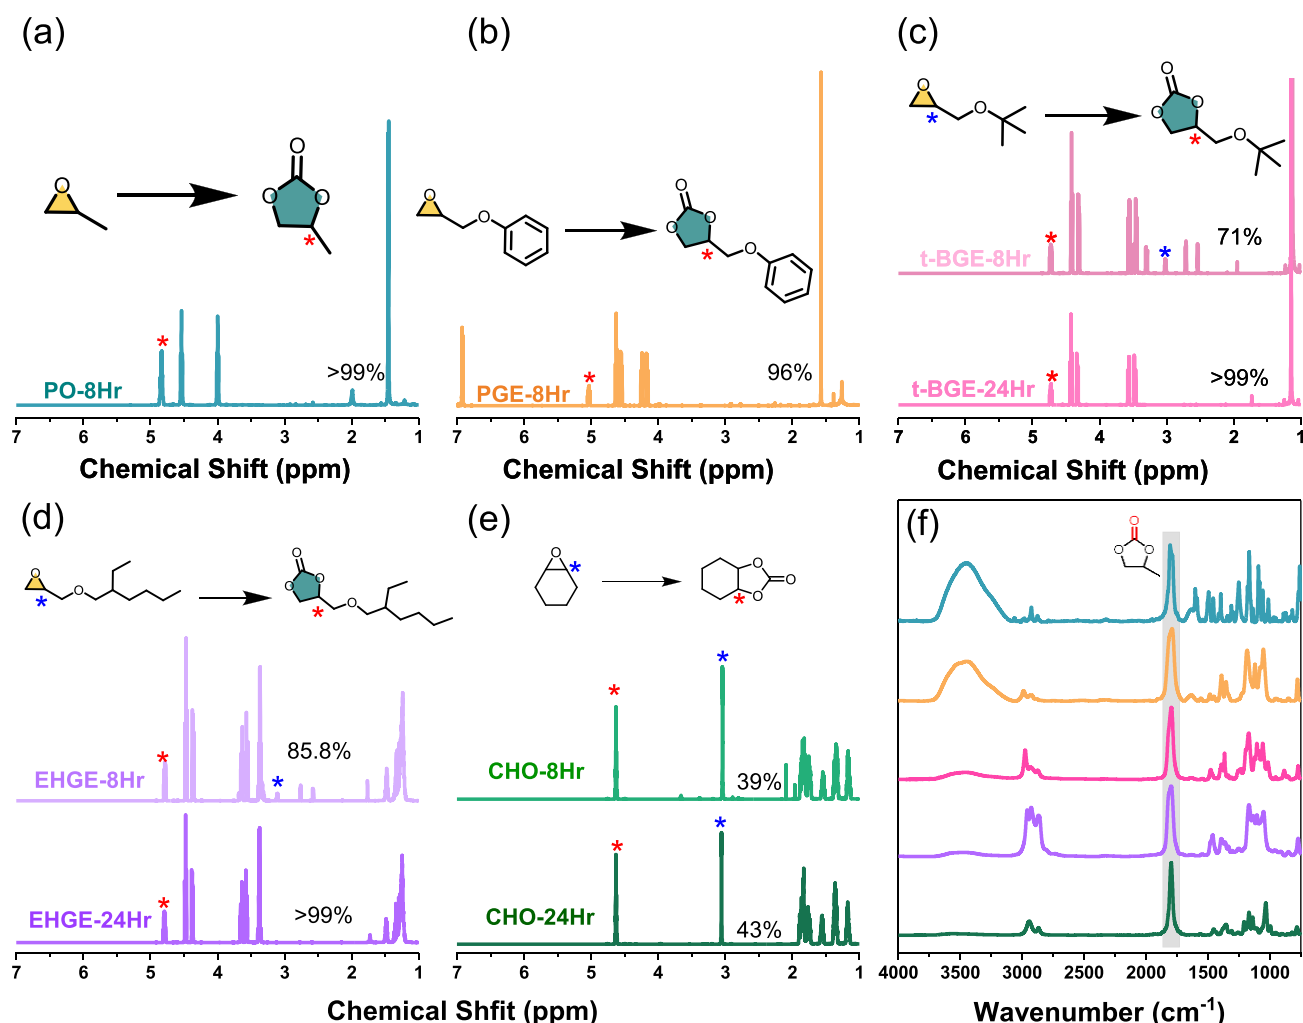 (a)
O
O
O
O
*
*
>99%
PO-8Hr
7 6 5 4 3 2 1
Chemical Shift (ppm)
(b)
O
O
O
O
O
O
*
*
96%
PGE-8Hr
7 6 5 4 3 2 1
Chemical Shift (ppm)
(c)
O
O
O
O
O
O
*
*
71%
t-BGE-8Hr
*
*
t-BGE-24Hr
*
>99%
7 6 5 4 3 2 1
Chemical Shift (ppm)
(d)
O
O
O
O
O
O
*
*
85.8%
EHGE-8Hr
*
*
>99%
EHGE-24Hr
*
7 6 5 4 3 2 1
(e)
O
O
O
O
*
*
*
*
CHO-8Hr
39%
*
*
CHO-24Hr
43%
7 6 5 4 3 2 1
Chemical Shfit (ppm)
(f)
O
O
O
4000 3500 3000 2500 2000 1500 1000
Wavenumber (cm-1)